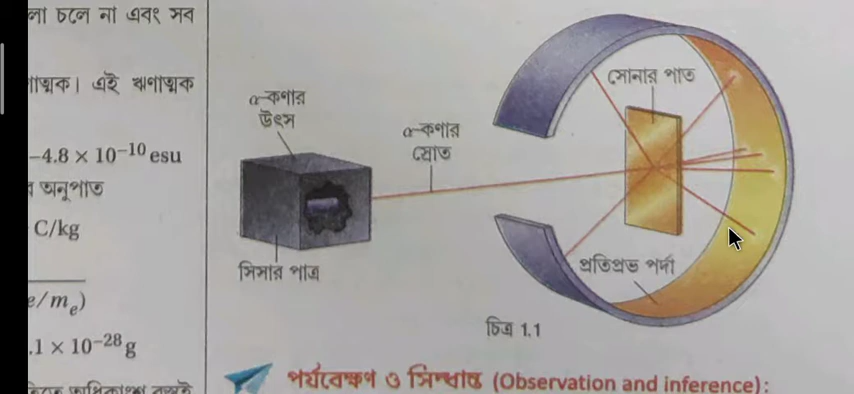 চলে না এবং সব
এই ঋণাত্মক
−4.8 × 10⁻¹⁰ esu
অনুপাত
C/kg
e/mₑ)
.1 × 10⁻²⁸ g
α-কণার
উৎস
α-কণার
স্রোত
সোনার পাত
সিসার পাত্র
প্রতিপ্রভ পর্দা
চিত্র 1.1
পর্যবেক্ষণ ও সিদ্ধান্ত (Observation and inference) :